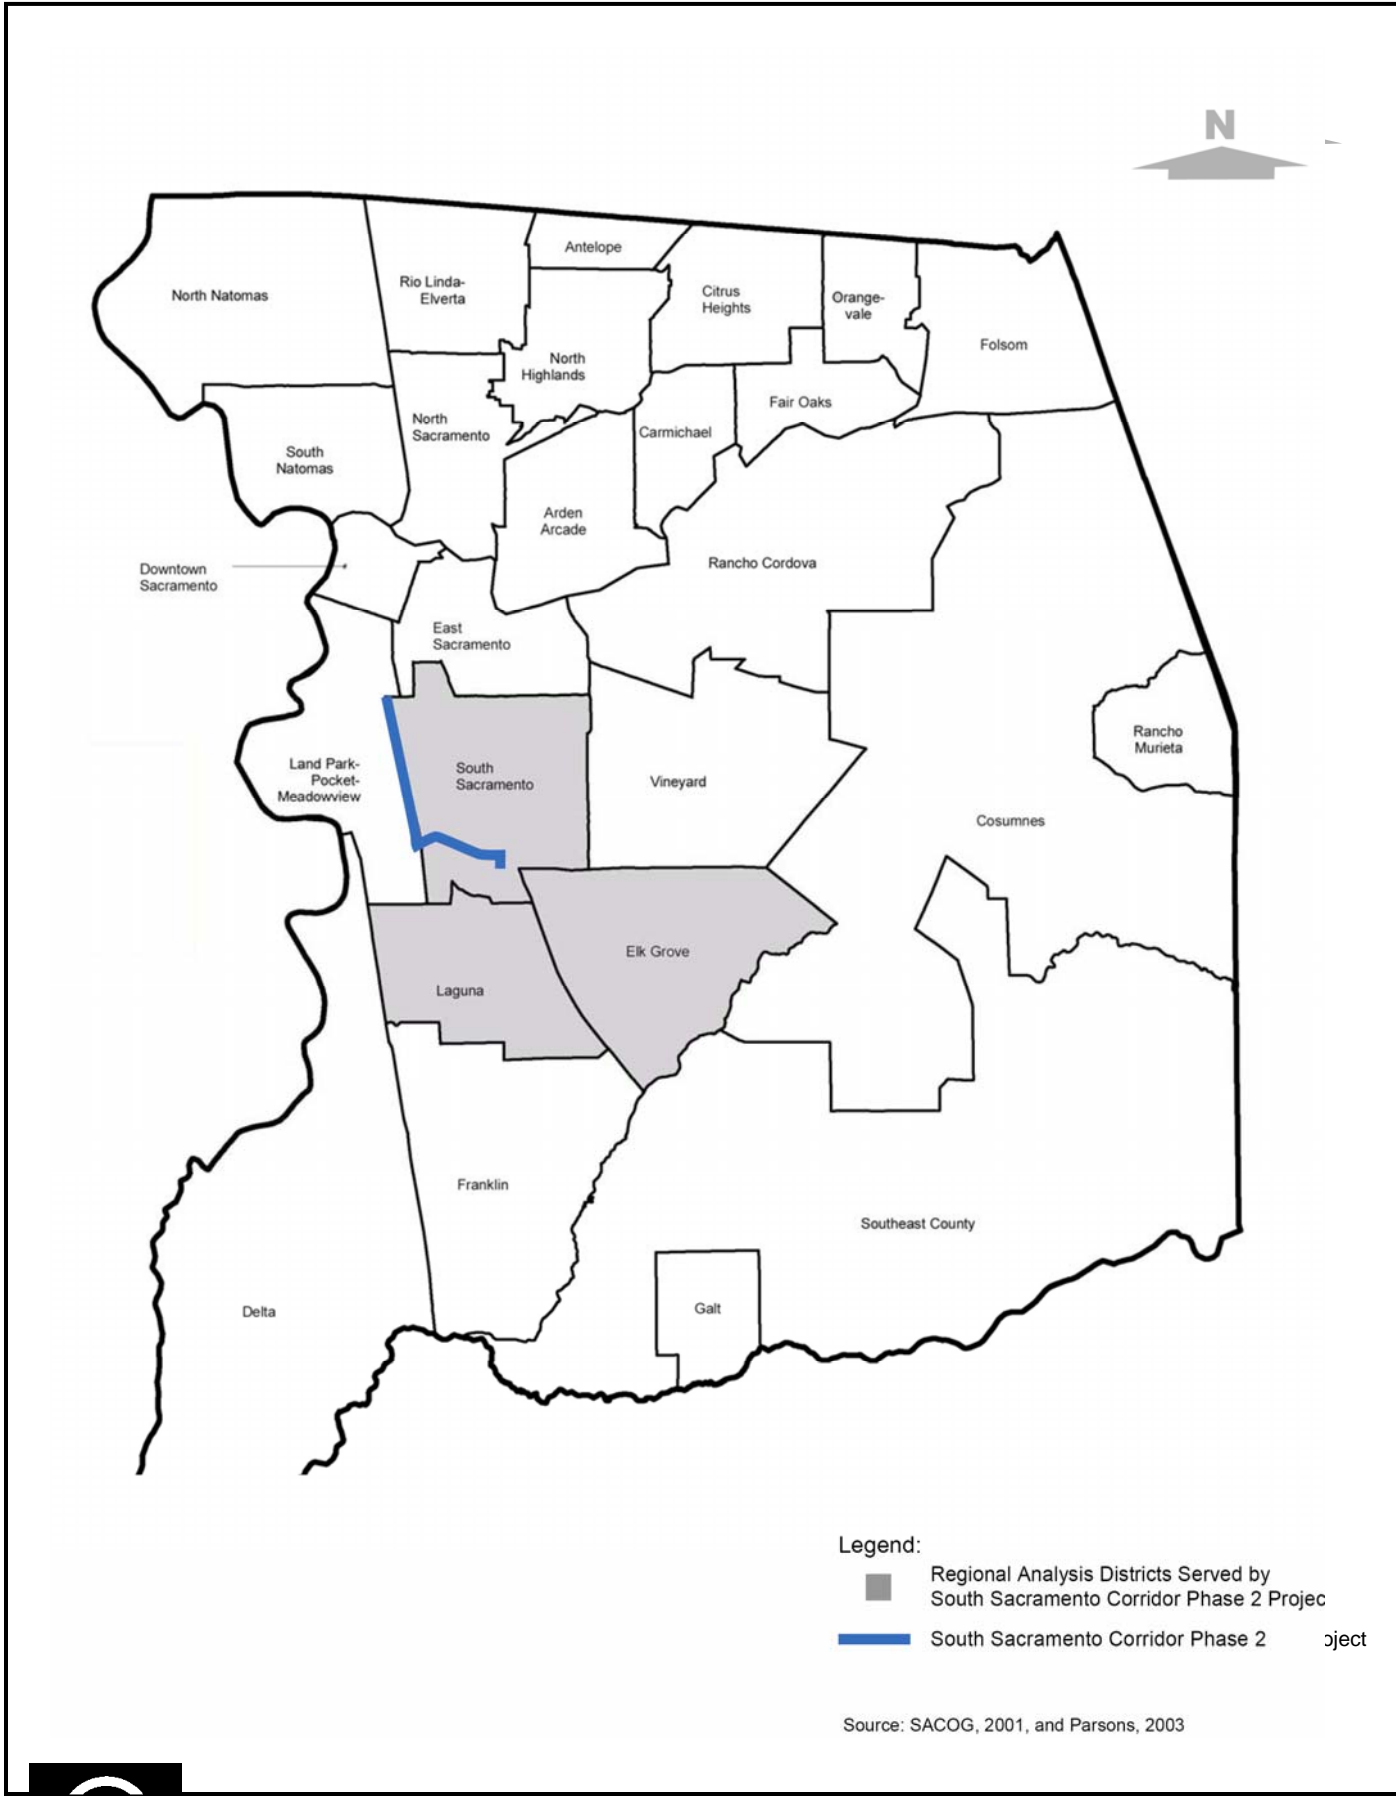 N
Antelope
North Natomas
Rio Linda-
Elverta
Citrus
Heights
Orange-
vale
Folsom
North
Highlands
Fair Oaks
North
Sacramento
Carmichael
South
Natomas
Arden
Arcade
Rancho Cordova
Downtown
Sacramento
East
Sacramento
Rancho
Murieta
Land Park-
Pocket-
Meadowview
South
Sacramento
Vineyard
Cosumnes
Elk Grove
Laguna
Franklin
Southeast County
Delta
Galt
Legend:
Regional Analysis Districts Served by
South Sacramento Corridor Phase 2 Projec
South Sacramento Corridor Phase 2 oject
Source: SACOG, 2001, and Parsons, 2003